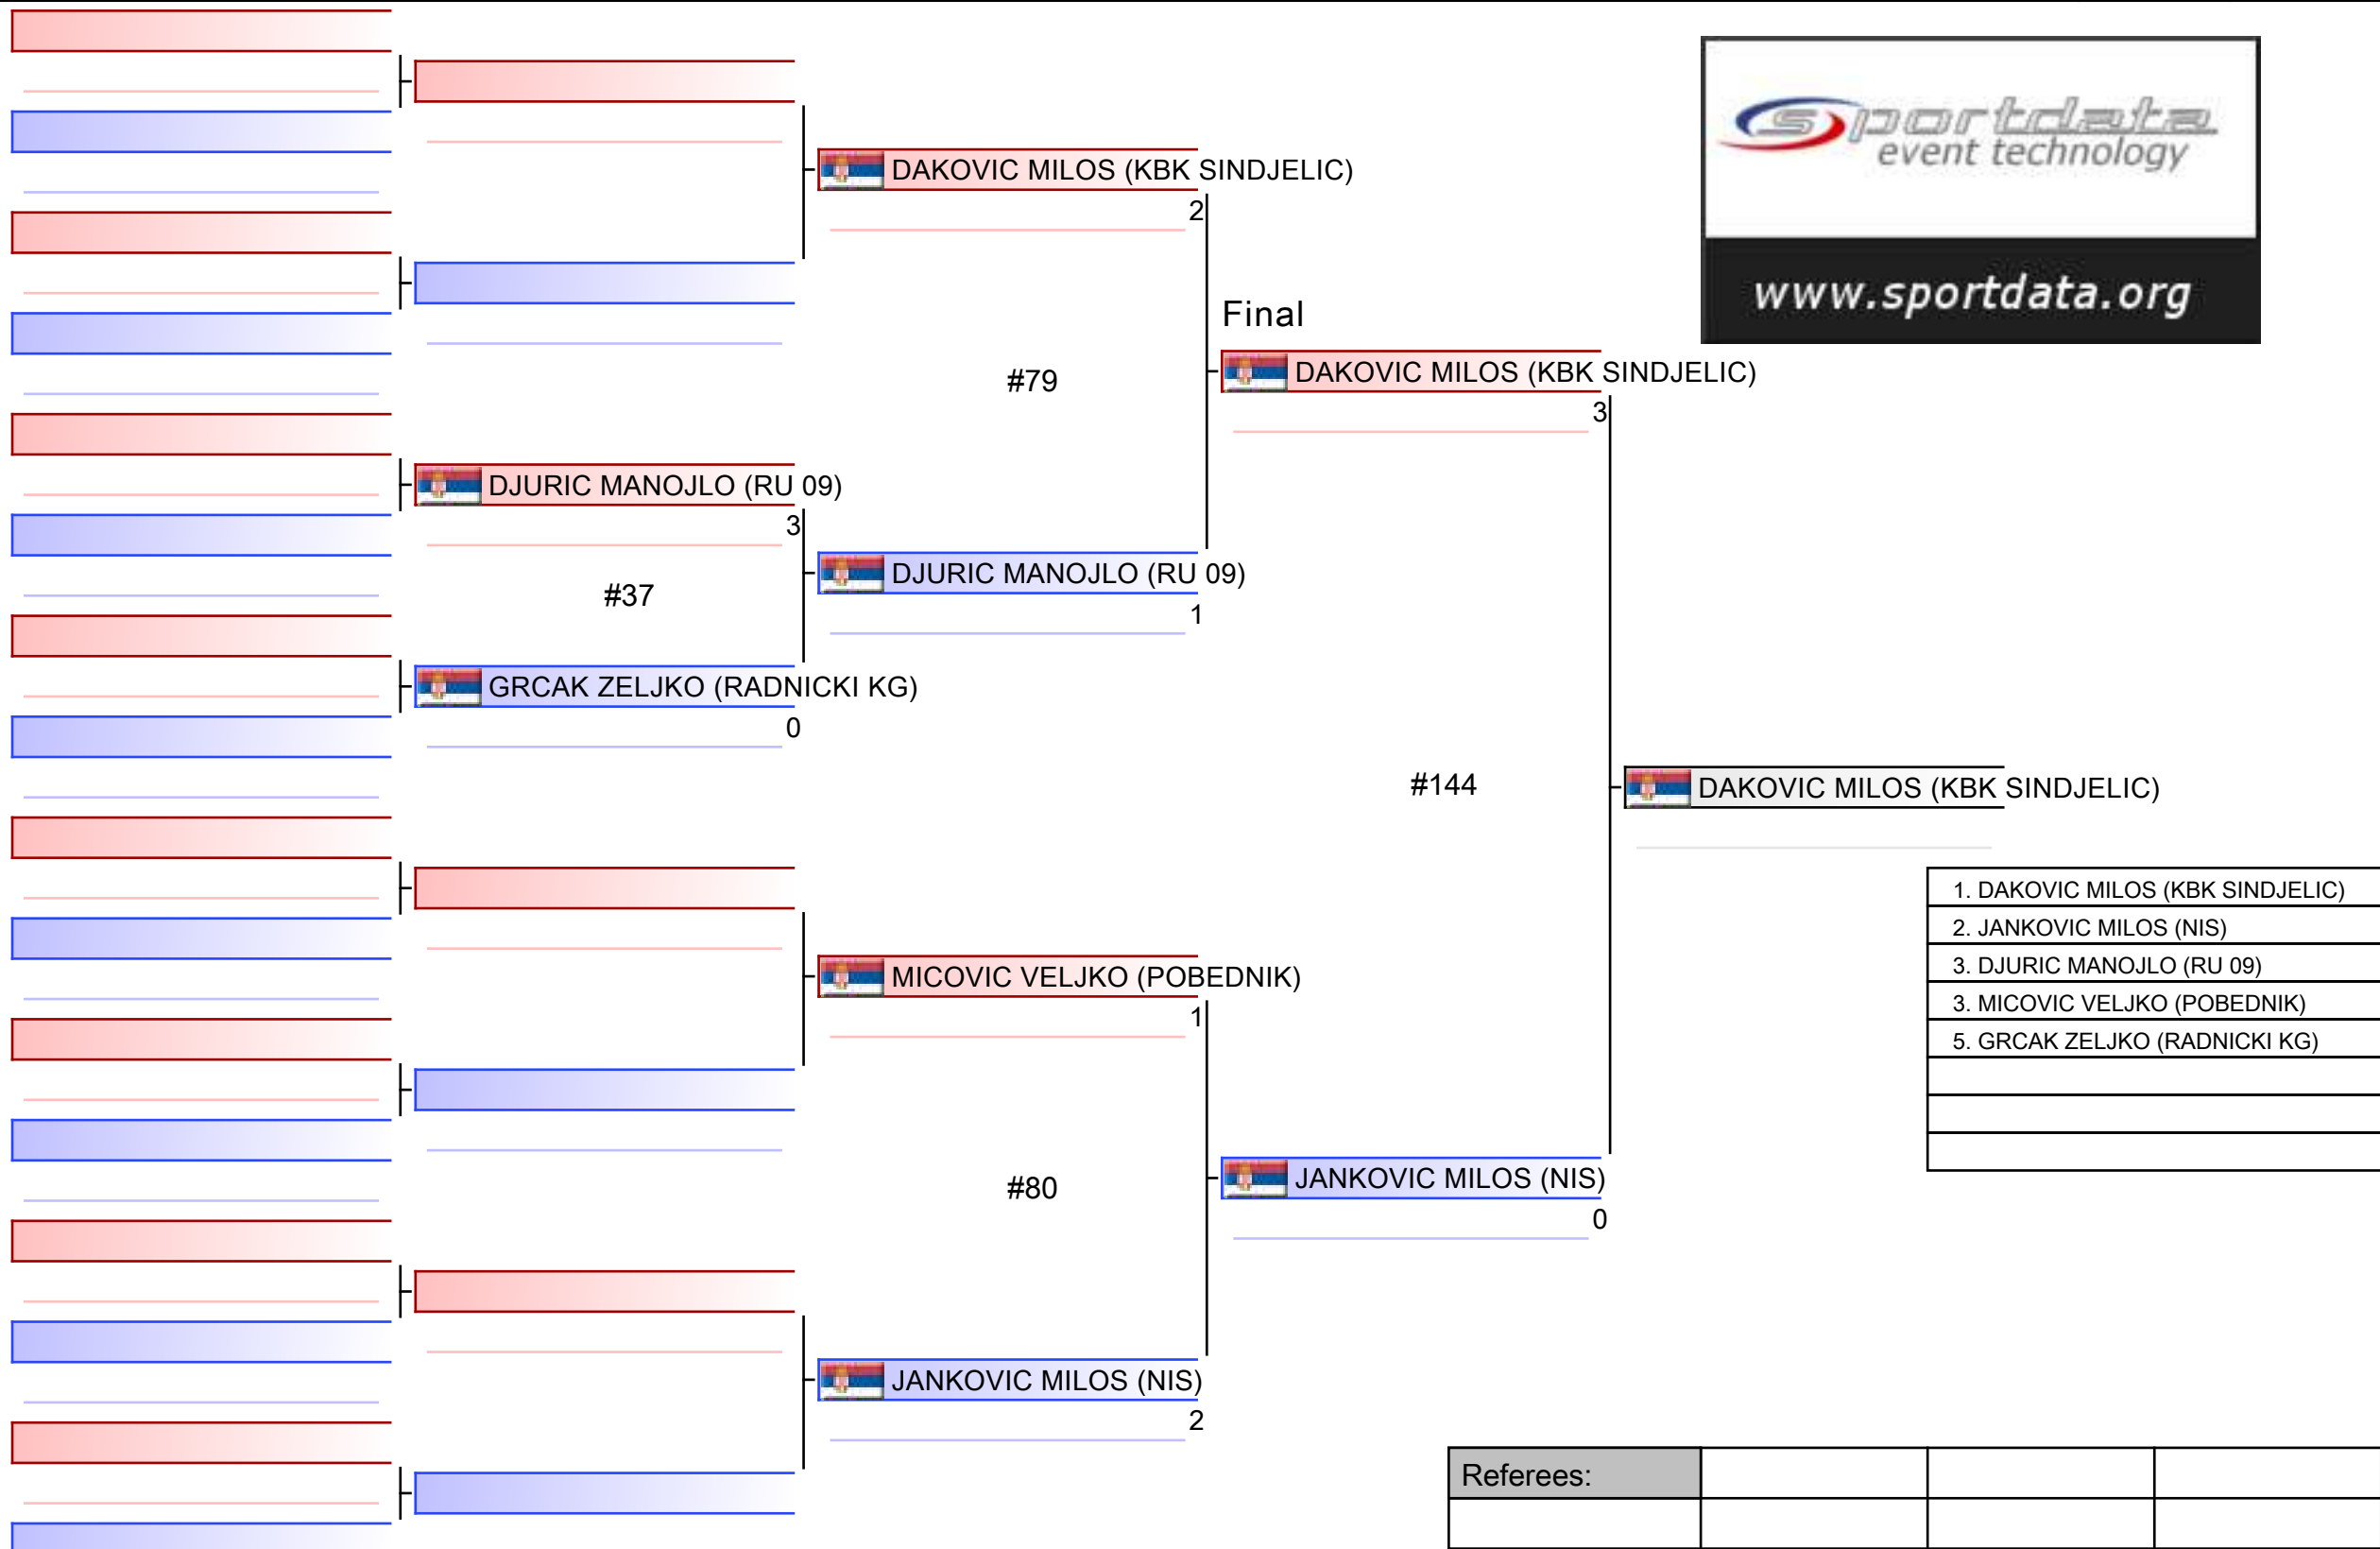 sportdata
event technology
www.sportdata.org
DAKOVIC MILOS (KBK SINDJELIC)
2
Final
#79
DAKOVIC MILOS (KBK SINDJELIC)
3
DJURIC MANOJLO (RU 09)
3
#37
DJURIC MANOJLO (RU 09)
1
GRCAK ZELJKO (RADNICKI KG)
0
#144
DAKOVIC MILOS (KBK SINDJELIC)
1. DAKOVIC MILOS (KBK SINDJELIC)
2. JANKOVIC MILOS (NIS)
3. DJURIC MANOJLO (RU 09)
3. MICOVIC VELJKO (POBEDNIK)
5. GRCAK ZELJKO (RADNICKI KG)
MICOVIC VELJKO (POBEDNIK)
1
#80
JANKOVIC MILOS (NIS)
0
JANKOVIC MILOS (NIS)
2
Referees: